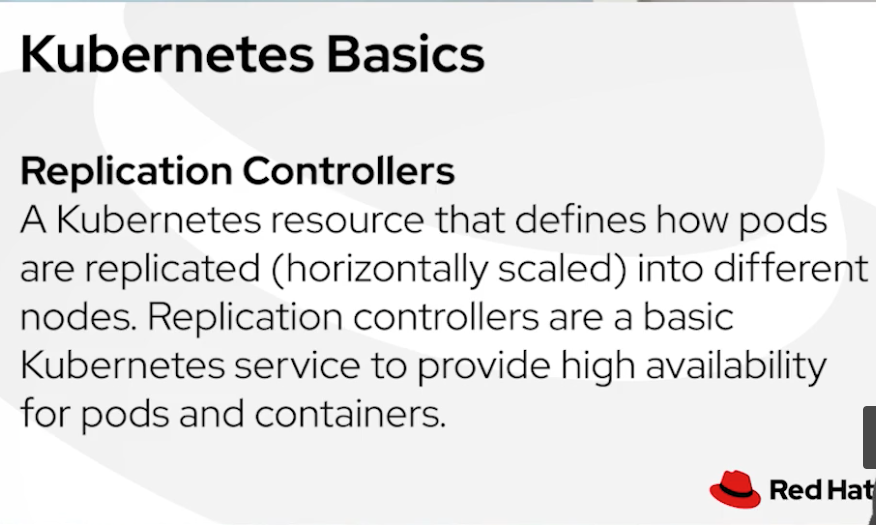 Kubernetes Basics
Replication Controllers
A Kubernetes resource that defines how pods
are replicated (horizontally scaled) into different
nodes. Replication controllers are a basic
Kubernetes service to provide high availability
for pods and containers.
Red Hat